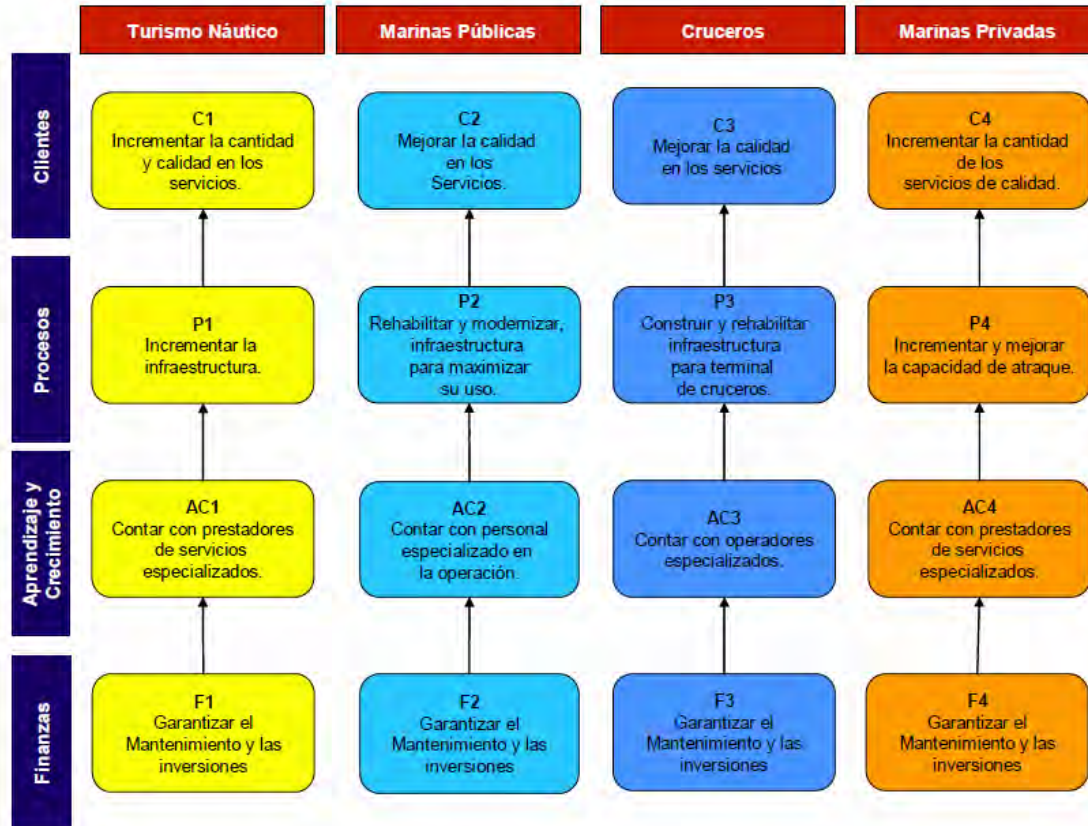 Turismo Náutico
Marinas Públicas
Cruceros
Marinas Privadas
Clientes
C1
Incrementar la cantidad
y calidad en los
servicios.
C2
Mejorar la calidad
en los
Servicios.
C3
Mejorar la calidad
en los servicios
C4
Incrementar la cantidad
de los
servicios de calidad.
Procesos
P1
Incrementar la
infraestructura.
P2
Rehabilitar y modernizar,
infraestructura
para maximizar
su uso.
P3
Construir y rehabilitar
infraestructura
para terminal
de cruceros.
P4
Incrementar y mejorar
la capacidad de atraque.
Aprendizaje y
Crecimiento
AC1
Contar con prestadores
de servicios
especializados.
AC2
Contar con personal
especializado en
la operación.
AC3
Contar con operadores
especializados.
AC4
Contar con prestadores
de servicios
especializados.
Finanzas
F1
Garantizar el
Mantenimiento y las
inversiones
F2
Garantizar el
Mantenimiento y las
inversiones
F3
Garantizar el
Mantenimiento y las
inversiones
F4
Garantizar el
Mantenimiento y las
inversiones